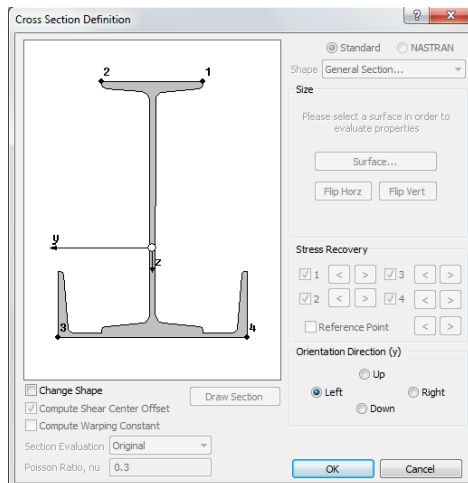 Cross Section Definition
?
Standard
NASTRAN
Shape
General Section...
Size
Please select a surface in order to
evaluate properties
Surface...
Flip Horz
Flip Vert
Stress Recovery
1 < > 3 < >
2 < > 4 < >
Reference Point < >
Orientation Direction (y)
Up
Left
Right
Down
2 1
y
z
3 4
Change Shape
Draw Section
Compute Shear Center Offset
Compute Warping Constant
Section Evaluation Original
Poisson Ratio, nu 0.3
OK
Cancel